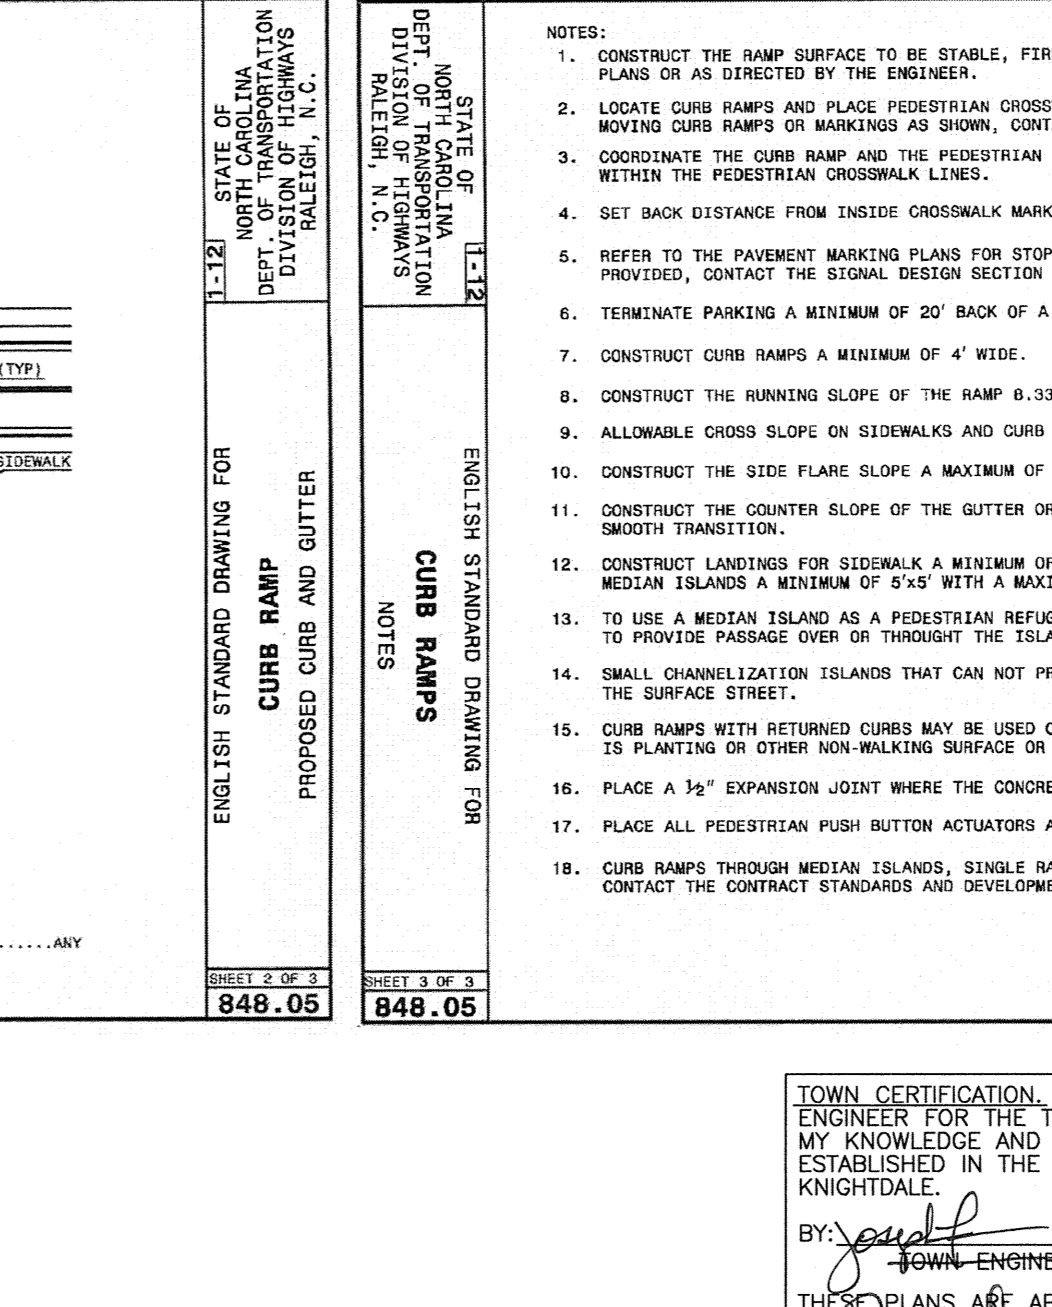 (TYP)
SIDEWALK
......ANY
STATE OF
NORTH CAROLINA
DEPT. OF TRANSPORTATION
DIVISION OF HIGHWAYS
RALEIGH, N.C.
1-12
ENGLISH STANDARD DRAWING FOR
CURB RAMP
PROPOSED CURB AND GUTTER
SHEET 2 OF 3
848.05
STATE OF
NORTH CAROLINA
DEPT. OF TRANSPORTATION
DIVISION OF HIGHWAYS
RALEIGH, N.C.
1-12
ENGLISH STANDARD DRAWING FOR
CURB RAMPS
NOTES
SHEET 3 OF 3
848.05
NOTES:
1. CONSTRUCT THE RAMP SURFACE TO BE STABLE, FIR
PLANS OR AS DIRECTED BY THE ENGINEER.
2. LOCATE CURB RAMPS AND PLACE PEDESTRIAN CROSS
MOVING CURB RAMPS OR MARKINGS AS SHOWN, CONT
3. COORDINATE THE CURB RAMP AND THE PEDESTRIAN
WITHIN THE PEDESTRIAN CROSSWALK LINES.
4. SET BACK DISTANCE FROM INSIDE CROSSWALK MARK
5. REFER TO THE PAVEMENT MARKING PLANS FOR STOP
PROVIDED, CONTACT THE SIGNAL DESIGN SECTION
6. TERMINATE PARKING A MINIMUM OF 20' BACK OF A
7. CONSTRUCT CURB RAMPS A MINIMUM OF 4' WIDE.
8. CONSTRUCT THE RUNNING SLOPE OF THE RAMP 8.33
9. ALLOWABLE CROSS SLOPE ON SIDEWALKS AND CURB
10. CONSTRUCT THE SIDE FLARE SLOPE A MAXIMUM OF
11. CONSTRUCT THE COUNTER SLOPE OF THE GUTTER OR
SMOOTH TRANSITION.
12. CONSTRUCT LANDINGS FOR SIDEWALK A MINIMUM OF
MEDIAN ISLANDS A MINIMUM OF 5'x5' WITH A MAXI
13. TO USE A MEDIAN ISLAND AS A PEDESTRIAN REFUG
TO PROVIDE PASSAGE OVER OR THROUGHT THE ISLA
14. SMALL CHANNELIZATION ISLANDS THAT CAN NOT PR
THE SURFACE STREET.
15. CURB RAMPS WITH RETURNED CURBS MAY BE USED O
IS PLANTING OR OTHER NON-WALKING SURFACE OR
16. PLACE A ½" EXPANSION JOINT WHERE THE CONCRE
17. PLACE ALL PEDESTRIAN PUSH BUTTON ACTUATORS A
18. CURB RAMPS THROUGH MEDIAN ISLANDS, SINGLE RA
CONTACT THE CONTRACT STANDARDS AND DEVELOPME
TOWN CERTIFICATION.
ENGINEER FOR THE T
MY KNOWLEDGE AND
ESTABLISHED IN THE
KNIGHTDALE.
BY: Joseph
TOWN ENGINE
THESE PLANS ARE AP